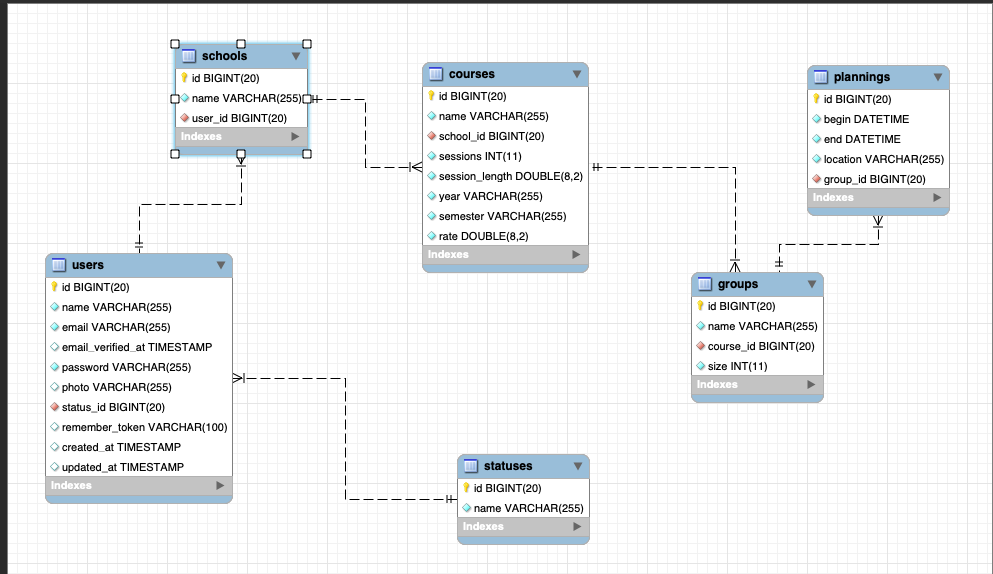 schools
id BIGINT(20)
name VARCHAR(255)
user_id BIGINT(20)
Indexes
courses
id BIGINT(20)
name VARCHAR(255)
school_id BIGINT(20)
sessions INT(11)
session_length DOUBLE(8,2)
year VARCHAR(255)
semester VARCHAR(255)
rate DOUBLE(8,2)
Indexes
plannings
id BIGINT(20)
begin DATETIME
end DATETIME
location VARCHAR(255)
group_id BIGINT(20)
Indexes
users
id BIGINT(20)
name VARCHAR(255)
email VARCHAR(255)
email_verified_at TIMESTAMP
password VARCHAR(255)
photo VARCHAR(255)
status_id BIGINT(20)
remember_token VARCHAR(100)
created_at TIMESTAMP
updated_at TIMESTAMP
Indexes
groups
id BIGINT(20)
name VARCHAR(255)
course_id BIGINT(20)
size INT(11)
Indexes
statuses
id BIGINT(20)
name VARCHAR(255)
Indexes